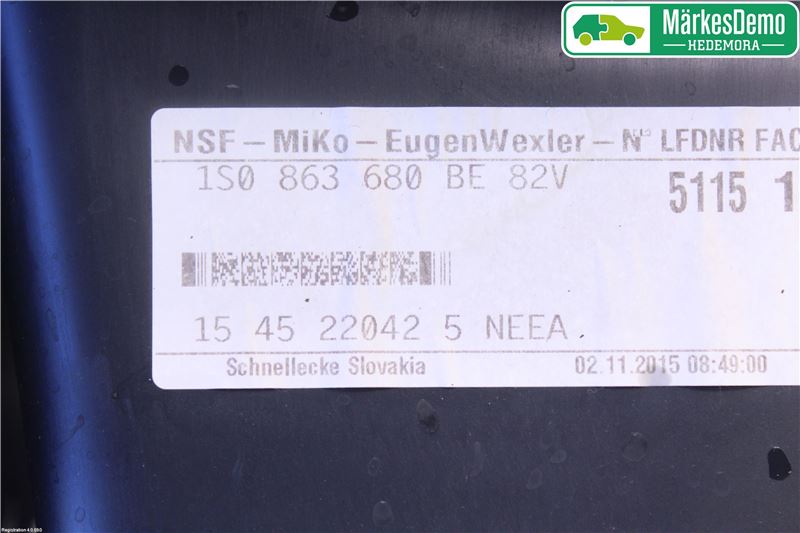 MärkesDemo
HEDEMORA
NSF – MiKo – EugenWexler – Nr LFDNR FAC
1S0 863 680 BE 82V
5115 1
15 45 22042 5 NEEA
Schnellecke Slovakia 02.11.2015 08:49:00